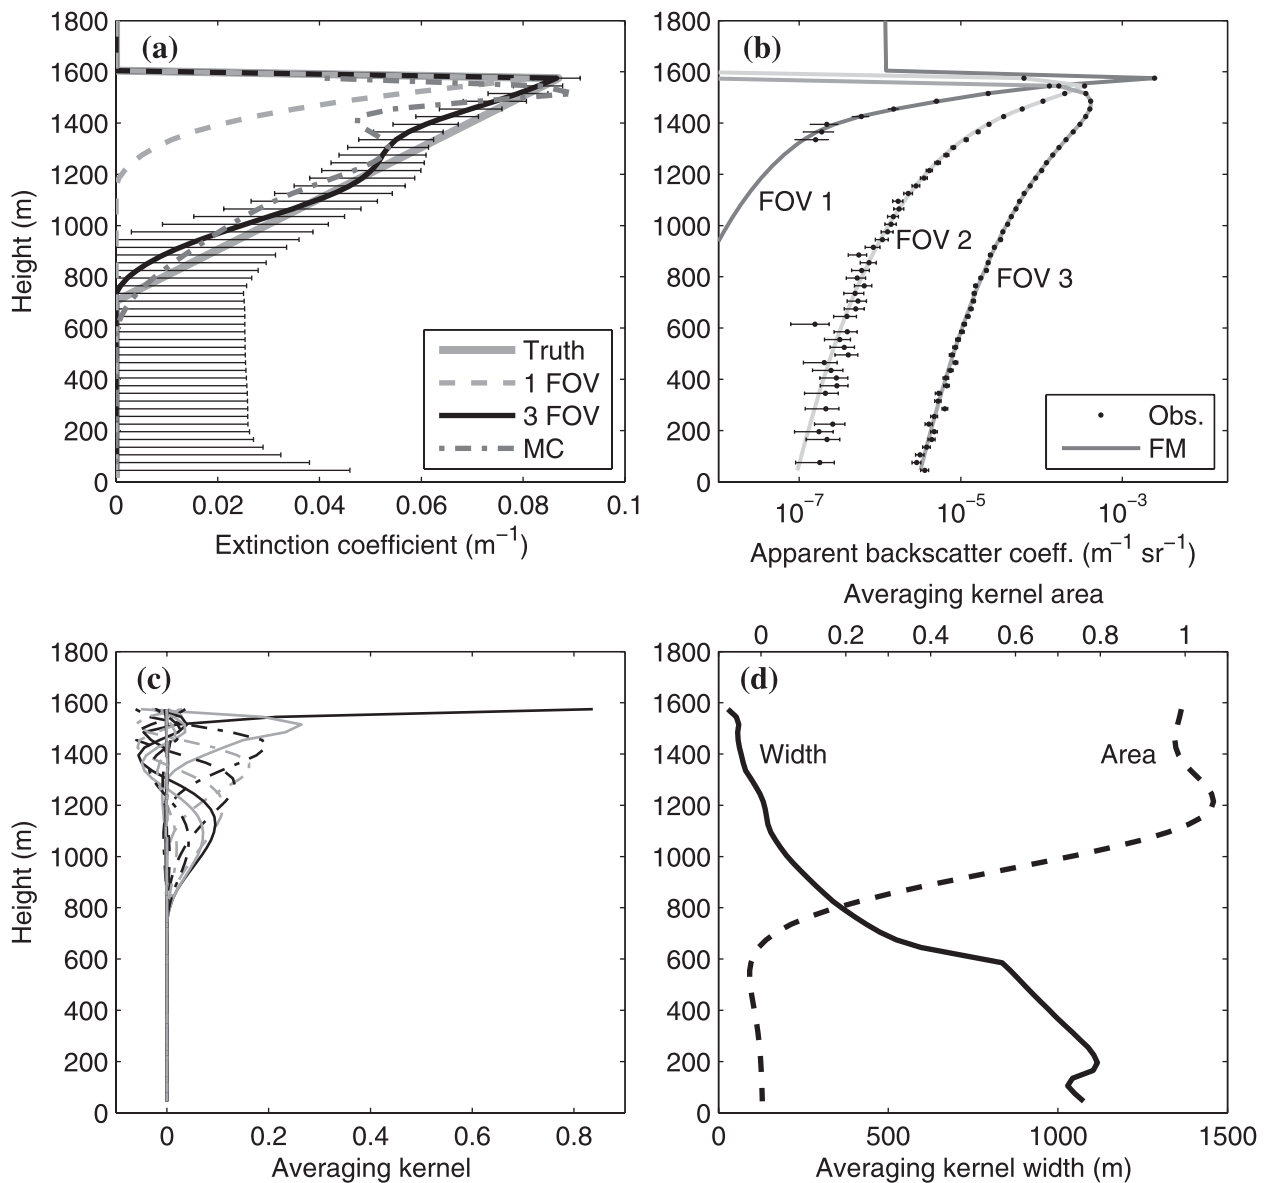 (a)
1800
1600
1400
1200
1000
800
600
400
200
0
Height (m)
Truth
1 FOV
3 FOV
MC
0 0.02 0.04 0.06 0.08 0.1
Extinction coefficient (m−1)
(b)
1800
1600
1400
1200
1000
800
600
400
200
0
FOV 1
FOV 2
FOV 3
Obs.
FM
10−7 10−5 10−3
Apparent backscatter coeff. (m−1 sr−1)
(c)
1800
1600
1400
1200
1000
800
600
400
200
0
Height (m)
0 0.2 0.4 0.6 0.8
Averaging kernel
Averaging kernel area
0 0.2 0.4 0.6 0.8 1
(d)
1800
1600
1400
1200
1000
800
600
400
200
0
Width
Area
0 500 1000 1500
Averaging kernel width (m)